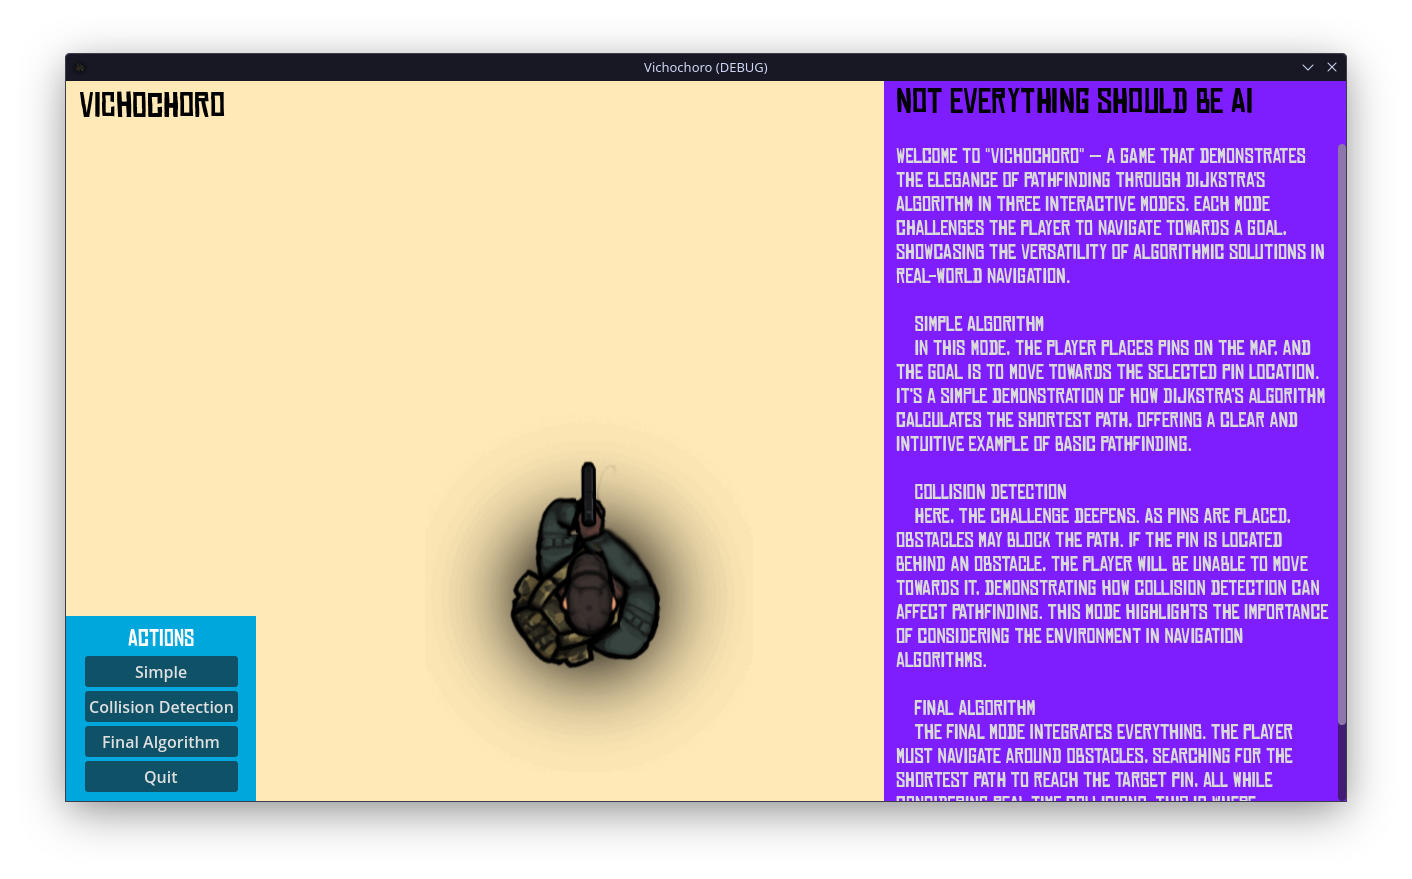 Vichochoro (DEBUG)
VICHOCHORO
NOT EVERYTHING SHOULD BE AI
WELCOME TO "VICHOCHORO" – A GAME THAT DEMONSTRATES
THE ELEGANCE OF PATHFINDING THROUGH DIJKSTRA'S
ALGORITHM IN THREE INTERACTIVE MODES. EACH MODE
CHALLENGES THE PLAYER TO NAVIGATE TOWARDS A GOAL,
SHOWCASING THE VERSATILITY OF ALGORITHMIC SOLUTIONS IN
REAL-WORLD NAVIGATION.
SIMPLE ALGORITHM
IN THIS MODE, THE PLAYER PLACES PINS ON THE MAP, AND
THE GOAL IS TO MOVE TOWARDS THE SELECTED PIN LOCATION.
IT'S A SIMPLE DEMONSTRATION OF HOW DIJKSTRA'S ALGORITHM
CALCULATES THE SHORTEST PATH, OFFERING A CLEAR AND
INTUITIVE EXAMPLE OF BASIC PATHFINDING.
COLLISION DETECTION
HERE, THE CHALLENGE DEEPENS. AS PINS ARE PLACED,
OBSTACLES MAY BLOCK THE PATH. IF THE PIN IS LOCATED
BEHIND AN OBSTACLE, THE PLAYER WILL BE UNABLE TO MOVE
TOWARDS IT, DEMONSTRATING HOW COLLISION DETECTION CAN
AFFECT PATHFINDING. THIS MODE HIGHLIGHTS THE IMPORTANCE
OF CONSIDERING THE ENVIRONMENT IN NAVIGATION
ALGORITHMS.
FINAL ALGORITHM
THE FINAL MODE INTEGRATES EVERYTHING. THE PLAYER
MUST NAVIGATE AROUND OBSTACLES, SEARCHING FOR THE
SHORTEST PATH TO REACH THE TARGET PIN, ALL WHILE
CONSIDERING REAL-TIME COLLISIONS. THIS IS WHERE
ACTIONS
Simple
Collision Detection
Final Algorithm
Quit